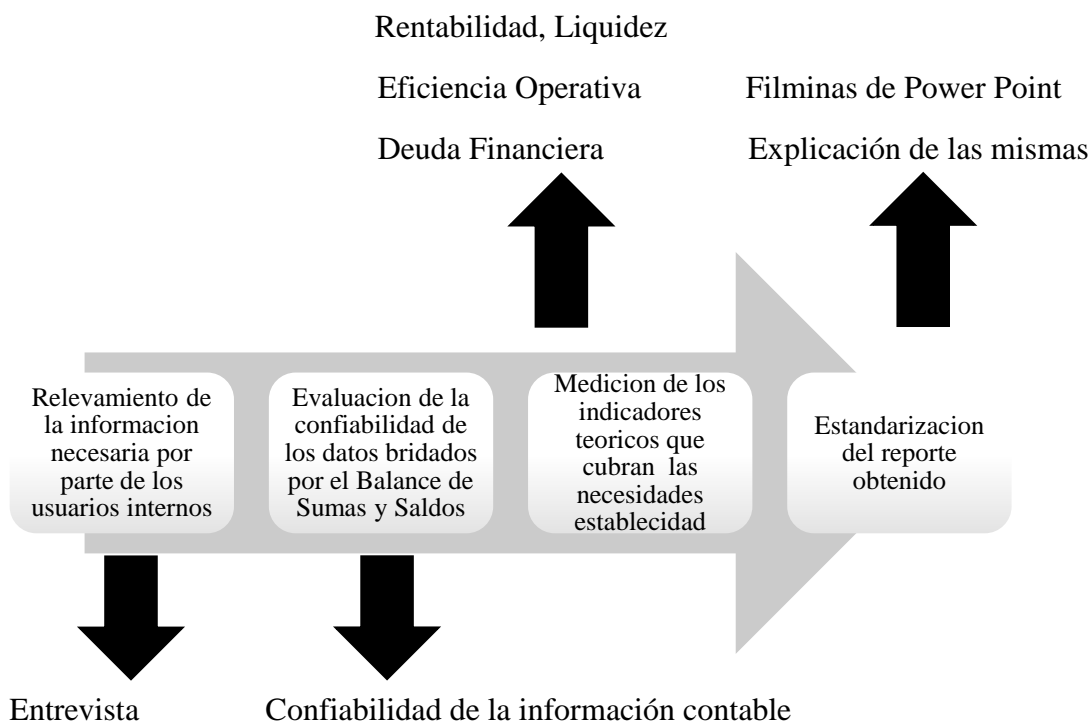 Rentabilidad, Liquidez
Eficiencia Operativa
Deuda Financiera
Filminas de Power Point
Explicación de las mismas
Relevamiento de
la informacion
necesaria por
parte de los
usuarios internos
Evaluacion de la
confiabilidad de
los datos bridados
por el Balance de
Sumas y Saldos
Medicion de los
indicadores
teoricos que
cubran las
necesidades
establecidad
Estandarizacion
del reporte
obtenido
Entrevista
Confiabilidad de la información contable